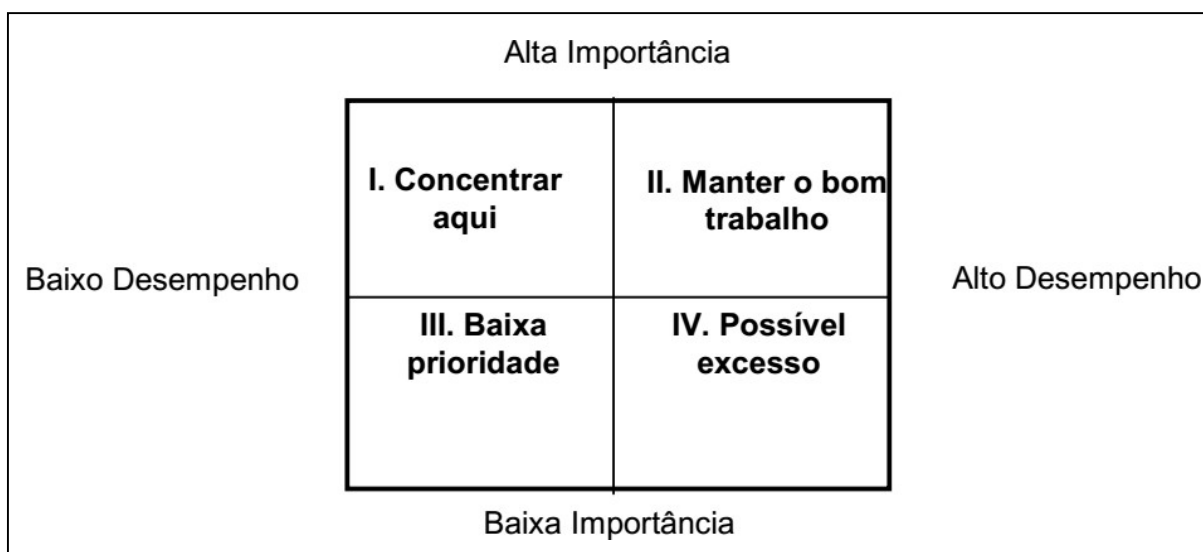 Alta Importância
I. Concentrar
aqui
II. Manter o bom
trabalho
Baixo Desempenho
Alto Desempenho
III. Baixa
prioridade
IV. Possível
excesso
Baixa Importância